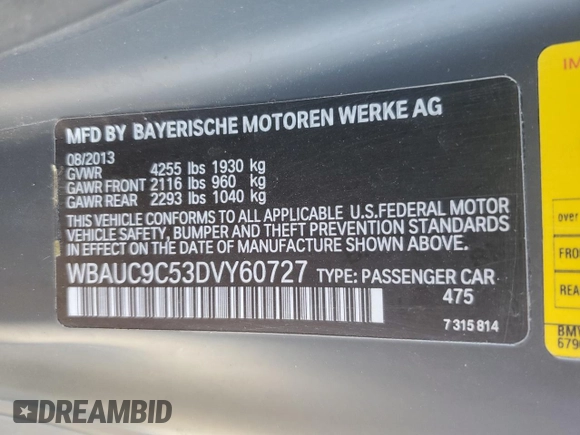 MFD BY BAYERISCHE MOTOREN WERKE AG
08/2013
GVWR 4255 lbs 1930 kg
GAWR FRONT 2116 lbs 960 kg
GAWR REAR 2293 lbs 1040 kg
THIS VEHICLE CONFORMS TO ALL APPLICABLE U.S.FEDERAL MOTOR
VEHICLE SAFETY, BUMPER AND THEFT PREVENTION STANDARDS
IN EFFECT ON THE DATE OF MANUFACTURE SHOWN ABOVE.
WBAUC9C53DVY60727 TYPE: PASSENGER CAR
475
7 315 814
over
BMW
DREAMBID